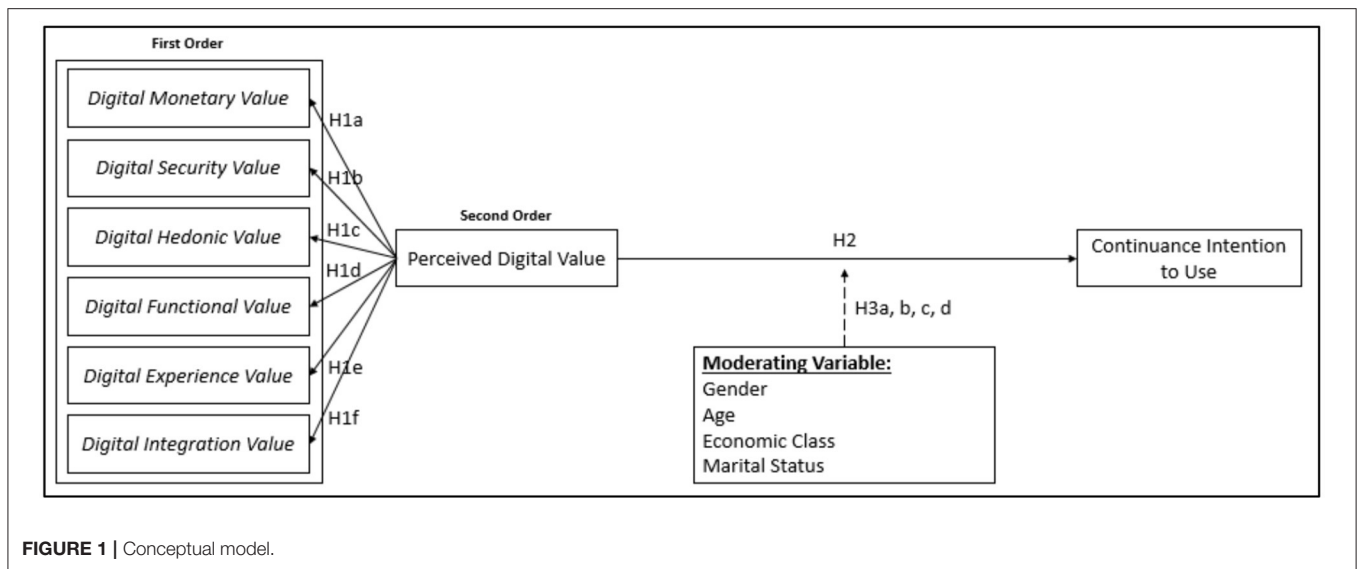 First Order
Digital Monetary Value
H1a
Digital Security Value
H1b
Digital Hedonic Value
H1c
Digital Functional Value
H1d
Digital Experience Value
H1e
Digital Integration Value
H1f
Second Order
Perceived Digital Value
H2
Continuance Intention
to Use
H3a, b, c, d
Moderating Variable:
Gender
Age
Economic Class
Marital Status
FIGURE 1 | Conceptual model.